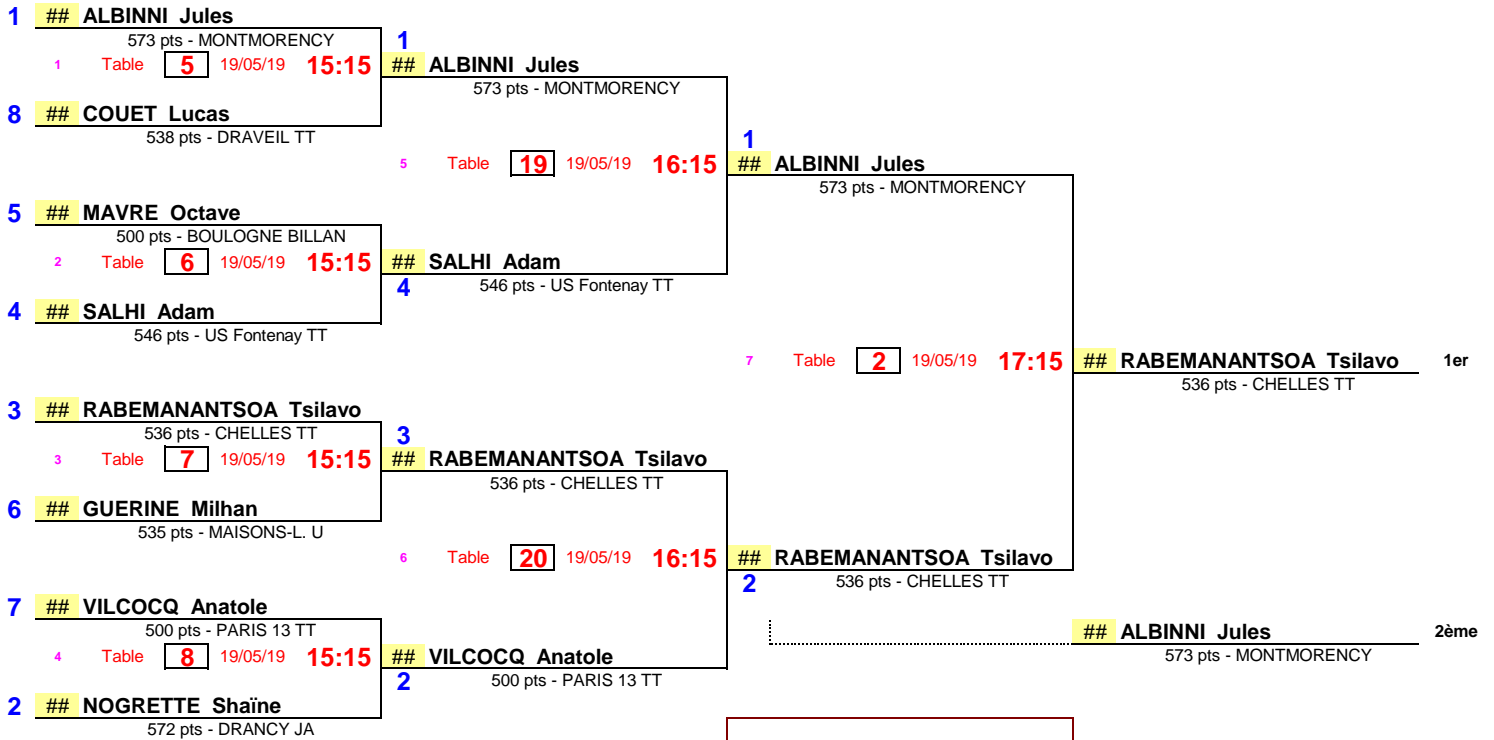 1 ## ALBINNI Jules
573 pts - MONTMORENCY
1
1 Table 5 19/05/19 15:15 ## ALBINNI Jules
573 pts - MONTMORENCY
8 ## COUET Lucas
538 pts - DRAVEIL TT
1
5 Table 19 19/05/19 16:15 ## ALBINNI Jules
573 pts - MONTMORENCY
5 ## MAVRE Octave
500 pts - BOULOGNE BILLAN
2 Table 6 19/05/19 15:15 ## SALHI Adam
4 546 pts - US Fontenay TT
4 ## SALHI Adam
546 pts - US Fontenay TT
7 Table 2 19/05/19 17:15 ## RABEMANANTSOA Tsilavo 1er
536 pts - CHELLES TT
3 ## RABEMANANTSOA Tsilavo
536 pts - CHELLES TT
3
3 Table 7 19/05/19 15:15 ## RABEMANANTSOA Tsilavo
536 pts - CHELLES TT
6 ## GUERINE Milhan
535 pts - MAISONS-L. U
6 Table 20 19/05/19 16:15 ## RABEMANANTSOA Tsilavo
2 536 pts - CHELLES TT
7 ## VILCOCQ Anatole
500 pts - PARIS 13 TT
## ALBINNI Jules 2ème
573 pts - MONTMORENCY
4 Table 8 19/05/19 15:15 ## VILCOCQ Anatole
2 500 pts - PARIS 13 TT
2 ## NOGRETTE Shaïne
572 pts - DRANCY JA